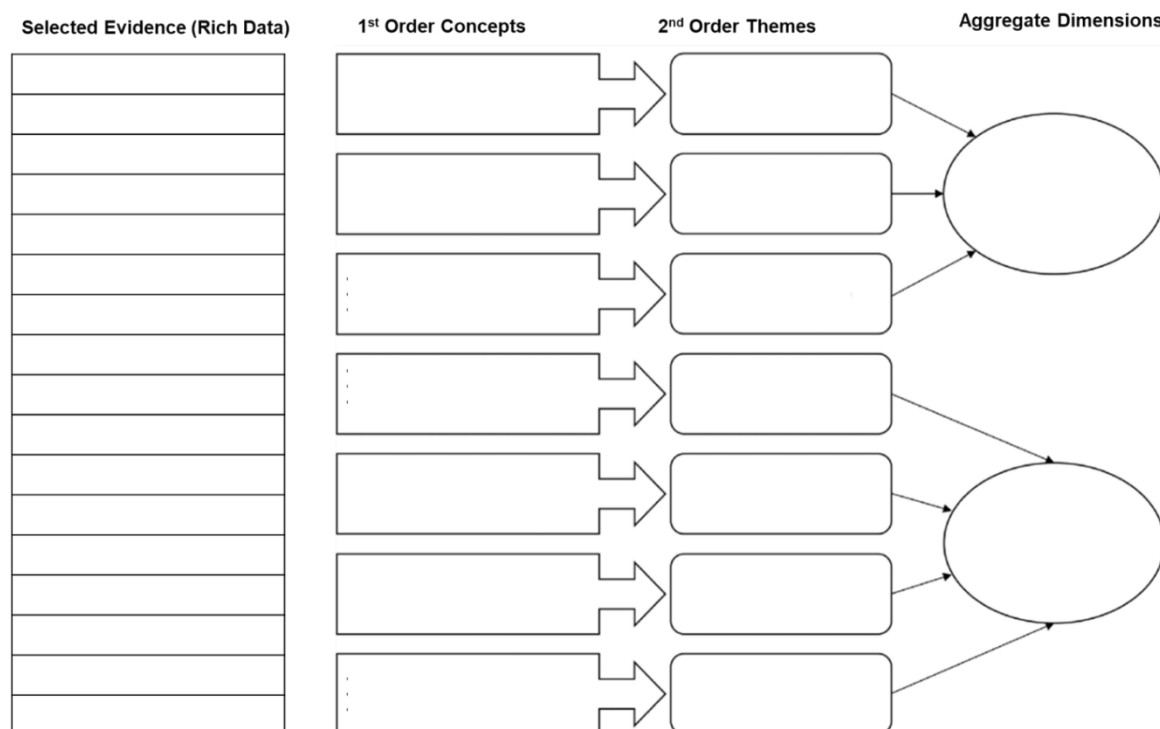 Selected Evidence (Rich Data)
1st Order Concepts
2nd Order Themes
Aggregate Dimensions